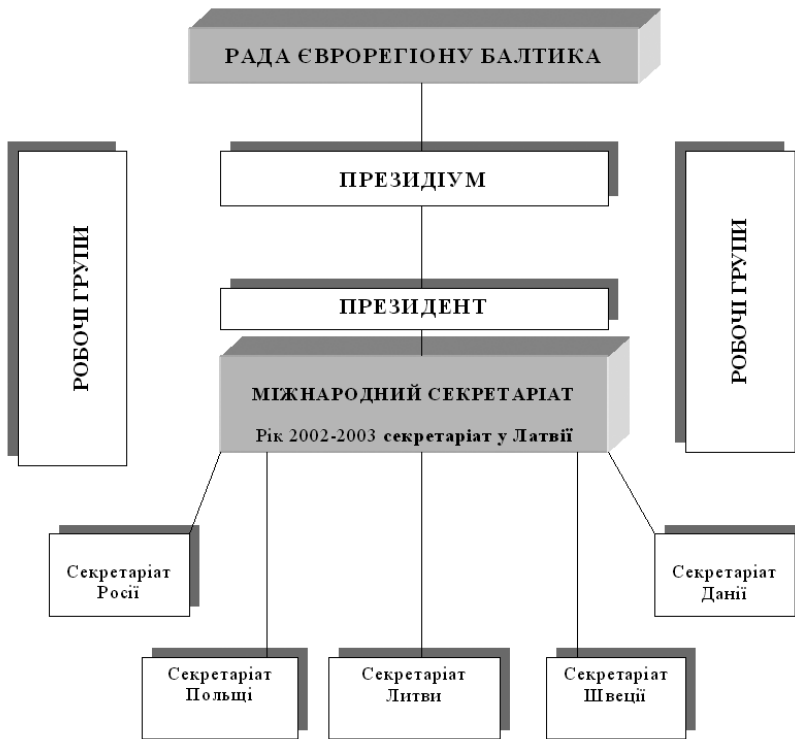 РАДА ЄВРОРЕГІОНУ БАЛТИКА
ПРЕЗИДІУМ
РОБОЧІ ГРУПИ
РОБОЧІ ГРУПИ
ПРЕЗИДЕНТ
МІЖНАРОДНИЙ СЕКРЕТАРІАТ
Рік 2002-2003 секретаріат у Латвії
Секретаріат
Росії
Секретаріат
Данії
Секретаріат
Польщі
Секретаріат
Литви
Секретаріат
Швеції